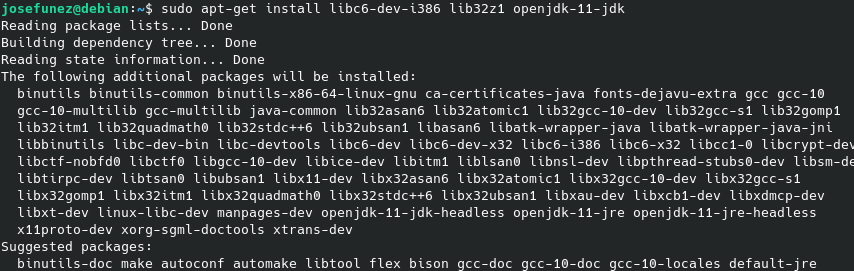 josefunez@debian:~$ sudo apt-get install libc6-dev-i386 lib32z1 openjdk-11-jdk
Reading package lists... Done
Building dependency tree... Done
Reading state information... Done
The following additional packages will be installed:
binutils binutils-common binutils-x86-64-linux-gnu ca-certificates-java fonts-dejavu-extra gcc gcc-10
gcc-10-multilib gcc-multilib java-common lib32asan6 lib32atomic1 lib32gcc-10-dev lib32gcc-s1 lib32gomp1
lib32itm1 lib32quadmath0 lib32stdc++6 lib32ubsan1 libasan6 libatk-wrapper-java libatk-wrapper-java-jni
libbinutils libc-dev-bin libc-devtools libc6-dev libc6-dev-x32 libc6-i386 libc6-x32 libcc1-0 libcrypt-dev
libctf-nobfd0 libctf0 libgcc-10-dev libice-dev libitm1 liblsan0 libnsl-dev libpthread-stubs0-dev libsm-de
libtirpc-dev libtsan0 libubsan1 libx11-dev libx32asan6 libx32atomic1 libx32gcc-10-dev libx32gcc-s1
libx32gomp1 libx32itm1 libx32quadmath0 libx32stdc++6 libx32ubsan1 libxau-dev libxcb1-dev libxdmcp-dev
libxt-dev linux-libc-dev manpages-dev openjdk-11-jdk-headless openjdk-11-jre openjdk-11-jre-headless
x11proto-dev xorg-sgml-doctools xtrans-dev
Suggested packages:
binutils-doc make autoconf automake libtool flex bison gcc-doc gcc-10-doc gcc-10-locales default-jre